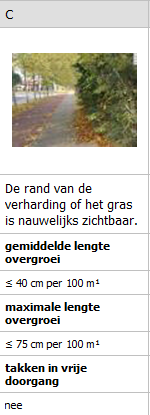 C
De rand van de
verharding of het gras
is nauwelijks zichtbaar.
gemiddelde lengte
overgroei
≤ 40 cm per 100 m¹
maximale lengte
overgroei
≤ 75 cm per 100 m¹
takken in vrije
doorgang
nee